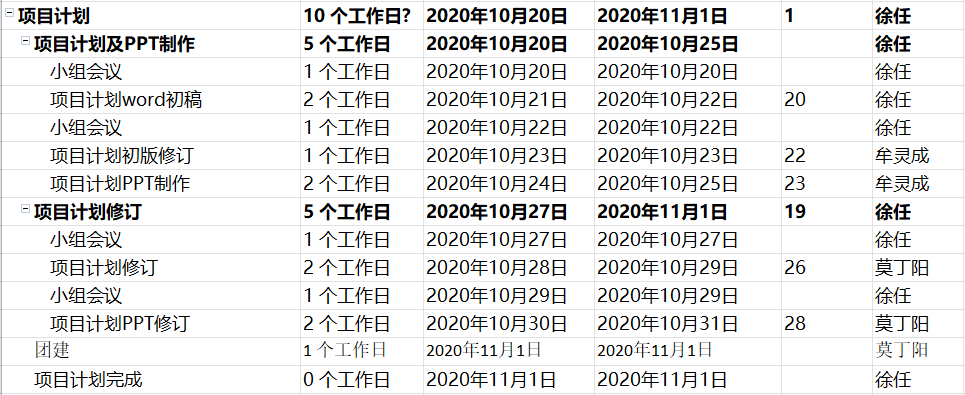 项目计划 10 个工作日? 2020年10月20日 2020年11月1日 1 徐任
项目计划及PPT制作 5 个工作日 2020年10月20日 2020年10月25日 徐任
小组会议 1 个工作日 2020年10月20日 2020年10月20日 徐任
项目计划word初稿 2 个工作日 2020年10月21日 2020年10月22日 20 徐任
小组会议 1 个工作日 2020年10月22日 2020年10月22日 徐任
项目计划初版修订 1 个工作日 2020年10月23日 2020年10月23日 22 牟灵成
项目计划PPT制作 2 个工作日 2020年10月24日 2020年10月25日 23 牟灵成
项目计划修订 5 个工作日 2020年10月27日 2020年11月1日 19 徐任
小组会议 1 个工作日 2020年10月27日 2020年10月27日 徐任
项目计划修订 2 个工作日 2020年10月28日 2020年10月29日 26 莫丁阳
小组会议 1 个工作日 2020年10月29日 2020年10月29日 徐任
项目计划PPT修订 2 个工作日 2020年10月30日 2020年10月31日 28 莫丁阳
团建 1 个工作日 2020年11月1日 2020年11月1日 莫丁阳
项目计划完成 0 个工作日 2020年11月1日 2020年11月1日 徐任